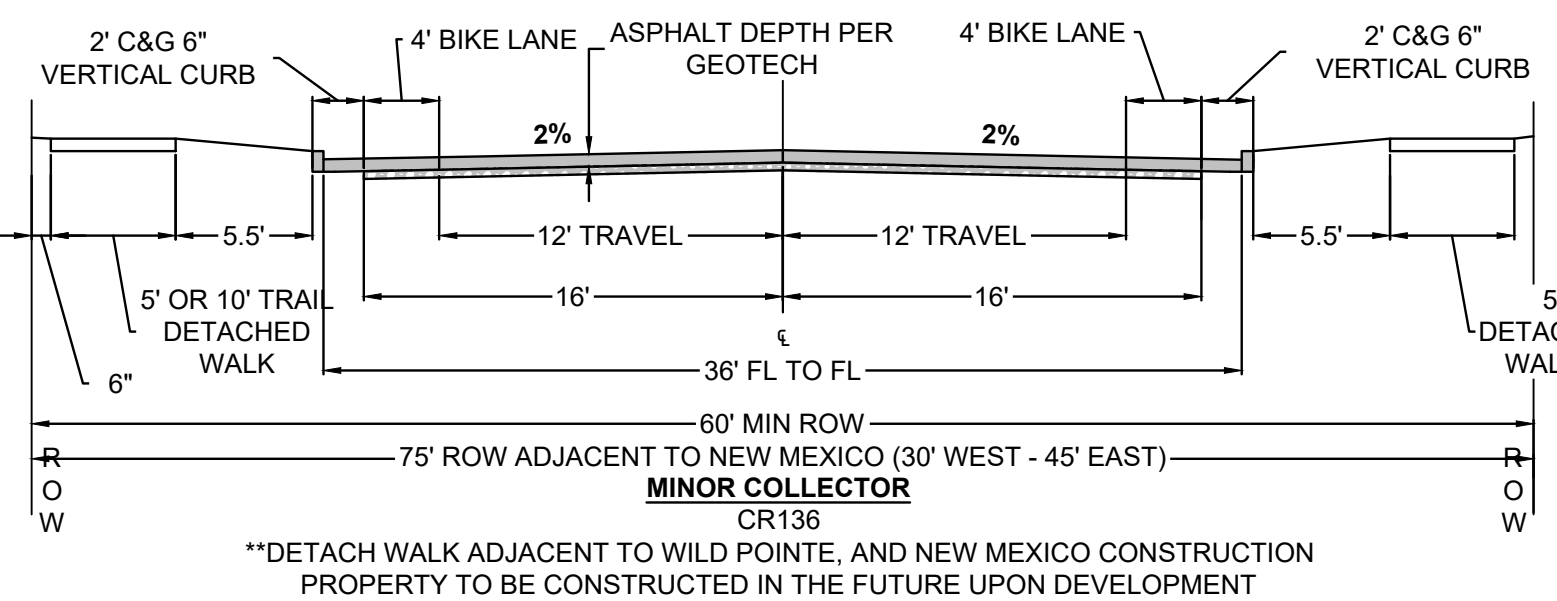 2' C&G 6"
VERTICAL CURB
4' BIKE LANE
ASPHALT DEPTH PER
GEOTECH
4' BIKE LANE
2' C&G 6"
VERTICAL CURB
2%
2%
5.5'
12' TRAVEL
12' TRAVEL
5.5'
5' OR 10' TRAIL
DETACHED
WALK
6"
16'
16'
℄
5
DETAC
WAL
36' FL TO FL
60' MIN ROW
75' ROW ADJACENT TO NEW MEXICO (30' WEST - 45' EAST)
R
O
W
R
O
W
MINOR COLLECTOR
CR136
**DETACH WALK ADJACENT TO WILD POINTE, AND NEW MEXICO CONSTRUCTION
PROPERTY TO BE CONSTRUCTED IN THE FUTURE UPON DEVELOPMENT